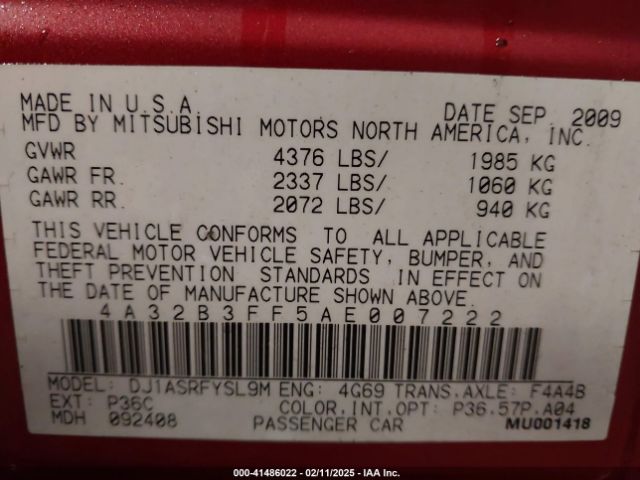 MADE IN U.S.A. DATE SEP. 2009
MFD BY MITSUBISHI MOTORS NORTH AMERICA, INC.
GVWR 4376 LBS/ 1985 KG
GAWR FR. 2337 LBS/ 1060 KG
GAWR RR. 2072 LBS/ 940 KG
THIS VEHICLE CONFORMS TO ALL APPLICABLE
FEDERAL MOTOR VEHICLE SAFETY, BUMPER, AND
THEFT PREVENTION STANDARDS IN EFFECT ON
THE DATE OF MANUFACTURE SHOWN ABOVE.
4A32B3FF5AE007222
MODEL: DJ1ASRFYSL9M ENG: 4G69 TRANS.AXLE: F4A4B
EXT: P36C COLOR.INT.OPT: P36.57P.A04
MDH 092408 PASSENGER CAR MU001418
000-41486022 - 02/11/2025 - IAA Inc.